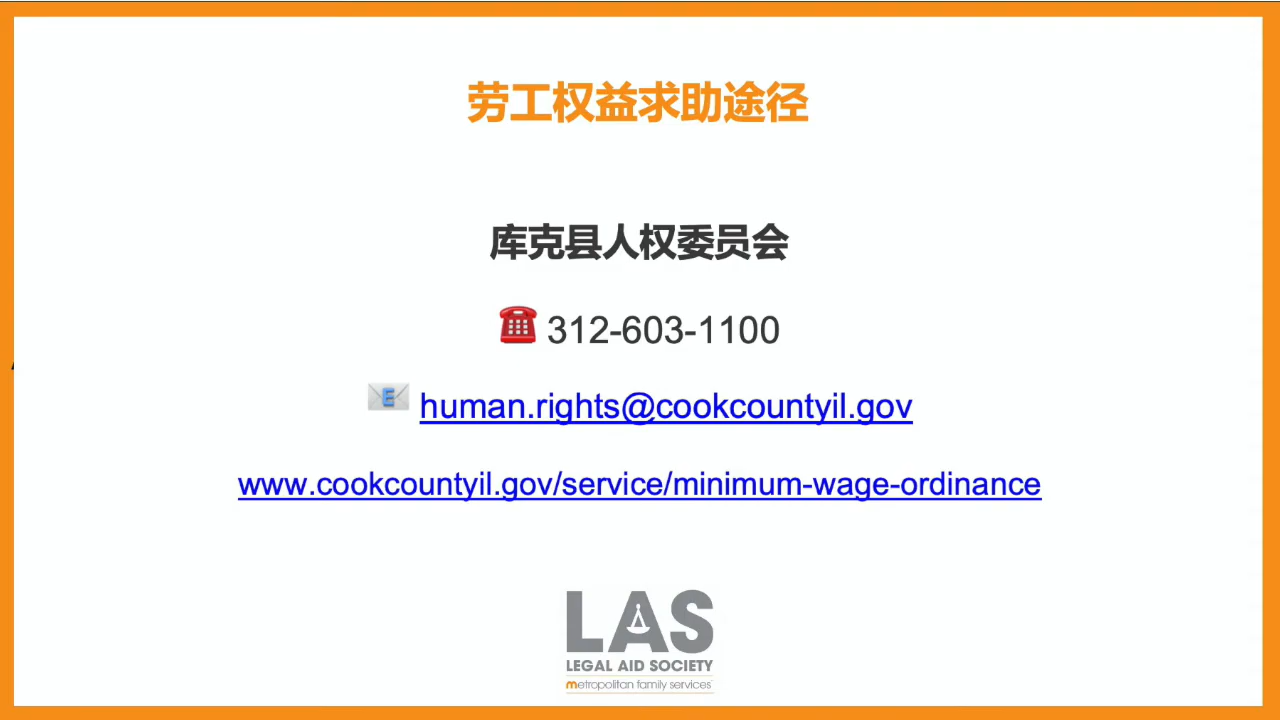 劳工权益求助途径
库克县人权委员会
312-603-1100
human.rights@cookcountyil.gov
www.cookcountyil.gov/service/minimum-wage-ordinance
LAS
LEGAL AID SOCIETY
metropolitan family services